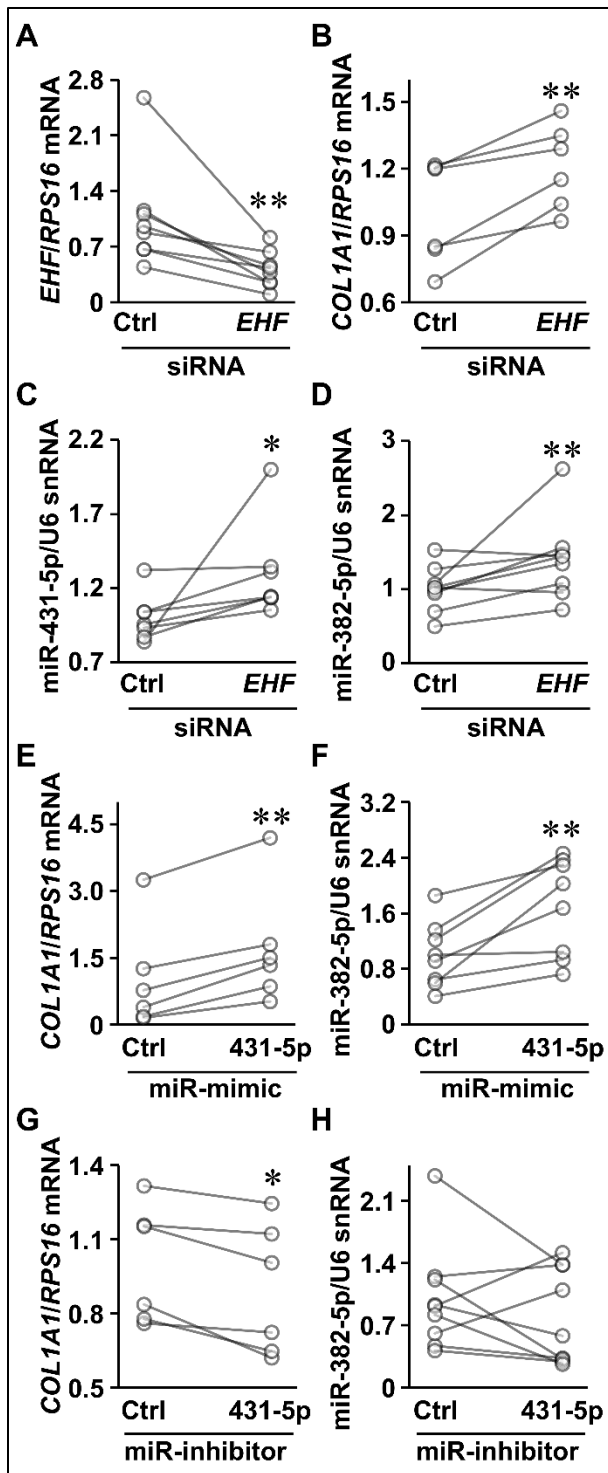 A
EHF/RPS16 mRNA
2.8
2.1
1.4
0.7
0
**
Ctrl EHF
siRNA
B
COL1A1/RPS16 mRNA
1.5
1.2
0.9
0.6
**
Ctrl EHF
siRNA
C
miR-431-5p/U6 snRNA
2.2
1.7
1.2
0.7
*
Ctrl EHF
siRNA
D
miR-382-5p/U6 snRNA
3
2
1
0
**
Ctrl EHF
siRNA
E
COL1A1/RPS16 mRNA
4.5
3.0
1.5
0
**
Ctrl 431-5p
miR-mimic
F
miR-382-5p/U6 snRNA
3.2
2.4
1.6
0.8
0
**
Ctrl 431-5p
miR-mimic
G
COL1A1/RPS16 mRNA
1.4
1.1
0.8
0.5
*
Ctrl 431-5p
miR-inhibitor
H
miR-382-5p/U6 snRNA
2.1
1.4
0.7
0
Ctrl 431-5p
miR-inhibitor